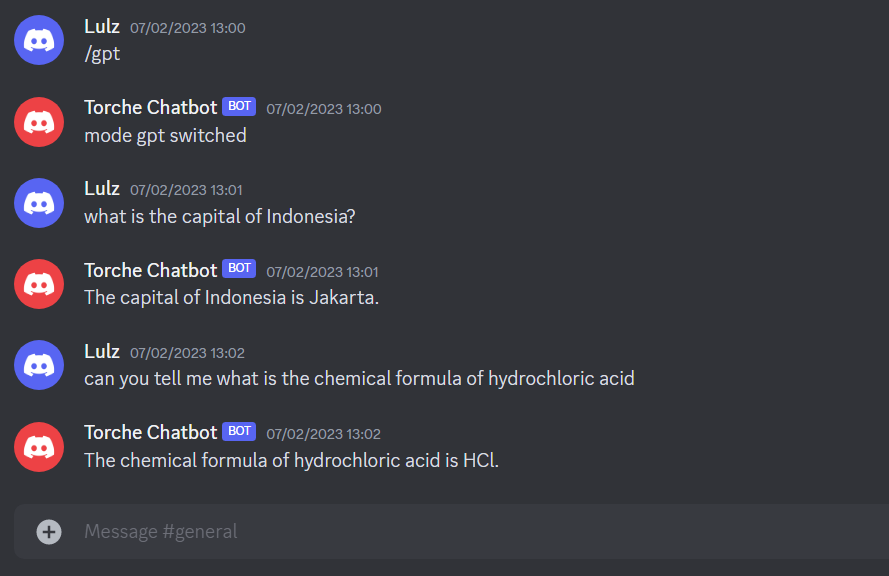 Lulz 07/02/2023 13:00
/gpt
Torche Chatbot BOT 07/02/2023 13:00
mode gpt switched
Lulz 07/02/2023 13:01
what is the capital of Indonesia?
Torche Chatbot BOT 07/02/2023 13:01
The capital of Indonesia is Jakarta.
Lulz 07/02/2023 13:02
can you tell me what is the chemical formula of hydrochloric acid
Torche Chatbot BOT 07/02/2023 13:02
The chemical formula of hydrochloric acid is HCl.
Message #general